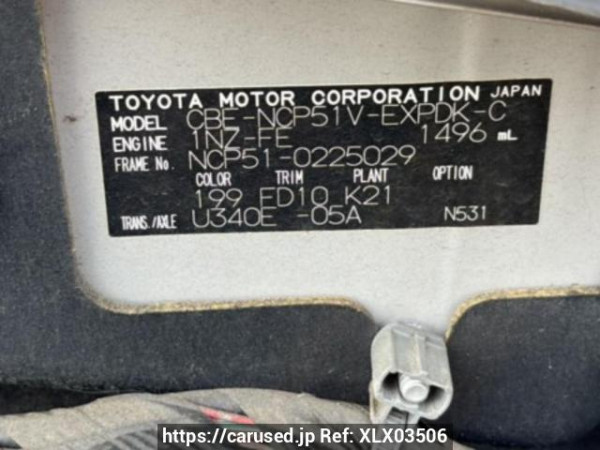 TOYOTA MOTOR CORPORATION JAPAN
MODEL CBE-NCP51V-EXPDK-C
ENGINE 1NZ-FE 1496 mL
FRAME No. NCP51-0225029
COLOR TRIM PLANT OPTION
199 FD10 K21
TRANS./AXLE U340E -05A N531
https://carused.jp Ref: XLX03506